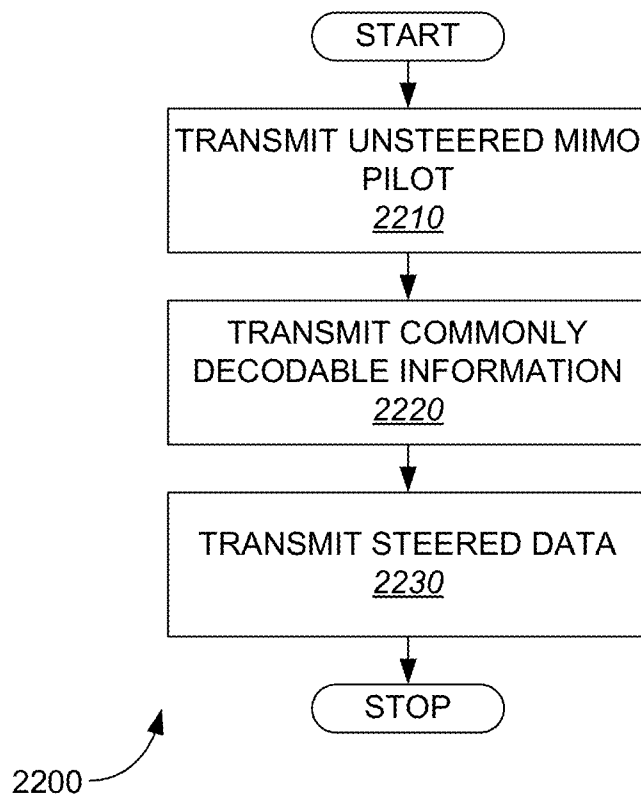 START
TRANSMIT UNSTEERED MIMO
PILOT
2210
TRANSMIT COMMONLY
DECODABLE INFORMATION
2220
TRANSMIT STEERED DATA
2230
STOP
2200